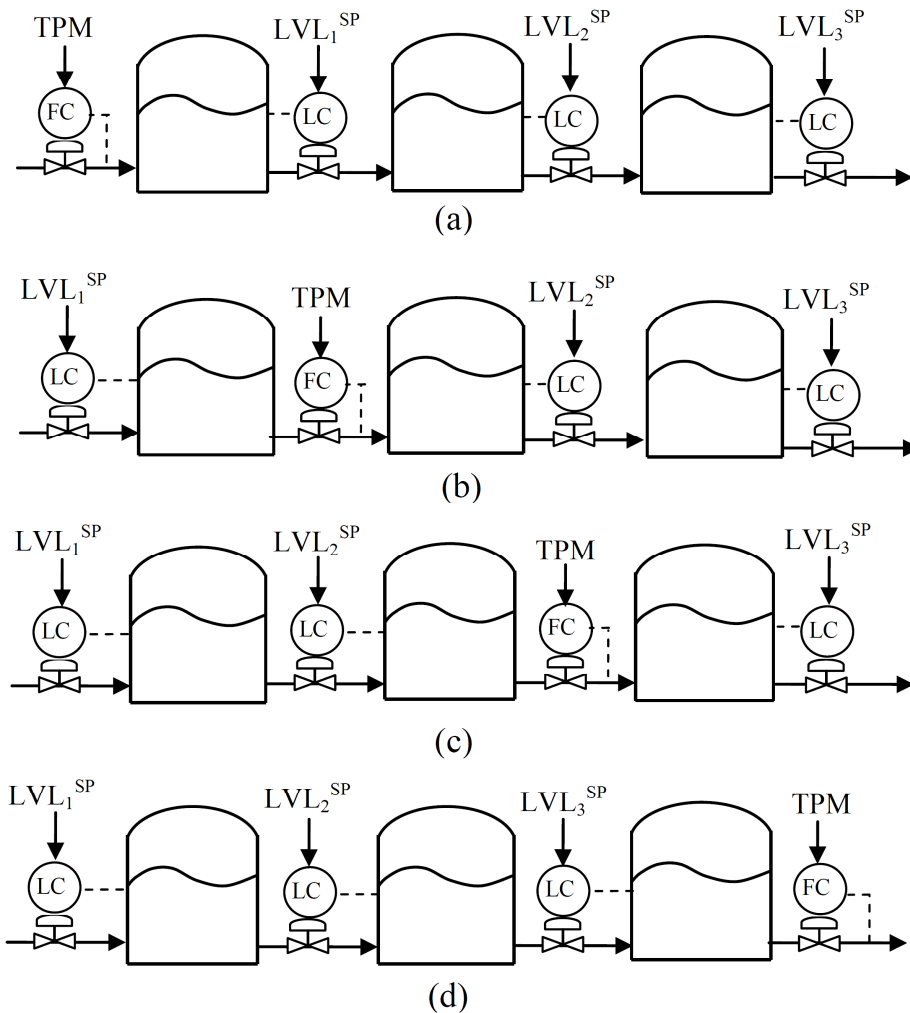 TPM LVL₁ˢᴾ LVL₂ˢᴾ LVL₃ˢᴾ
FC LC LC LC
(a)
LVL₁ˢᴾ TPM LVL₂ˢᴾ LVL₃ˢᴾ
LC FC LC LC
(b)
LVL₁ˢᴾ LVL₂ˢᴾ TPM LVL₃ˢᴾ
LC LC FC LC
(c)
LVL₁ˢᴾ LVL₂ˢᴾ LVL₃ˢᴾ TPM
LC LC LC FC
(d)